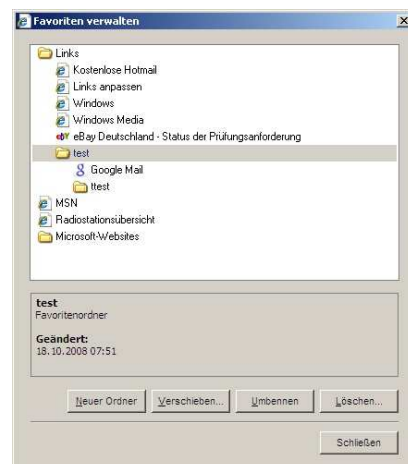 Favoriten verwalten
Links
Kostenlose Hotmail
Links anpassen
Windows
Windows Media
eBay Deutschland - Status der Prüfungsanforderung
test
Google Mail
ttest
MSN
Radiostationsübersicht
Microsoft-Websites
test
Favoritenordner
Geändert:
18.10.2008 07:51
Neuer Ordner
Verschieben...
Umbennen
Löschen...
Schließen